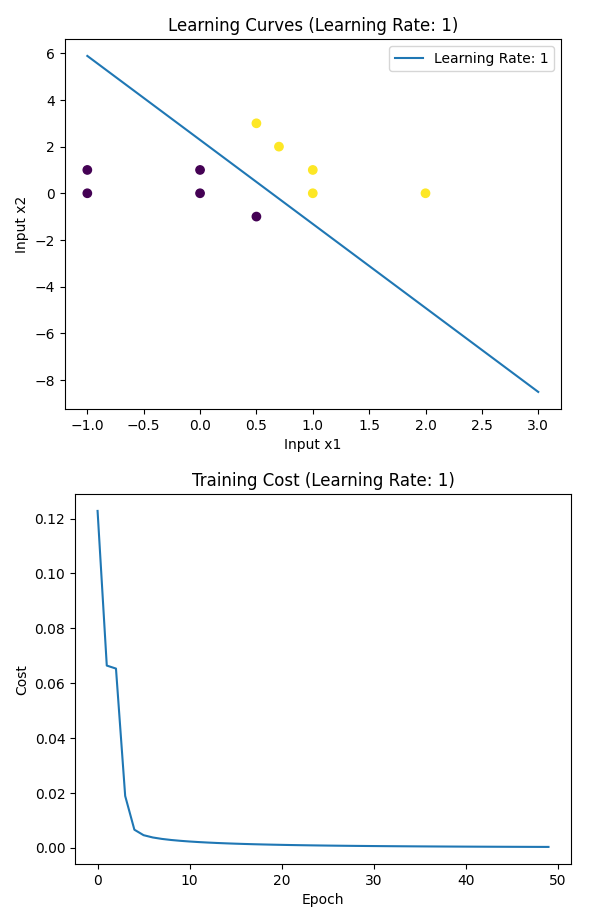 Learning Curves (Learning Rate: 1)
Learning Rate: 1
6
4
2
0
−2
−4
−6
−8
Input x2
−1.0 −0.5 0.0 0.5 1.0 1.5 2.0 2.5 3.0
Input x1
Training Cost (Learning Rate: 1)
0.12
0.10
0.08
0.06
0.04
0.02
0.00
Cost
0 10 20 30 40 50
Epoch